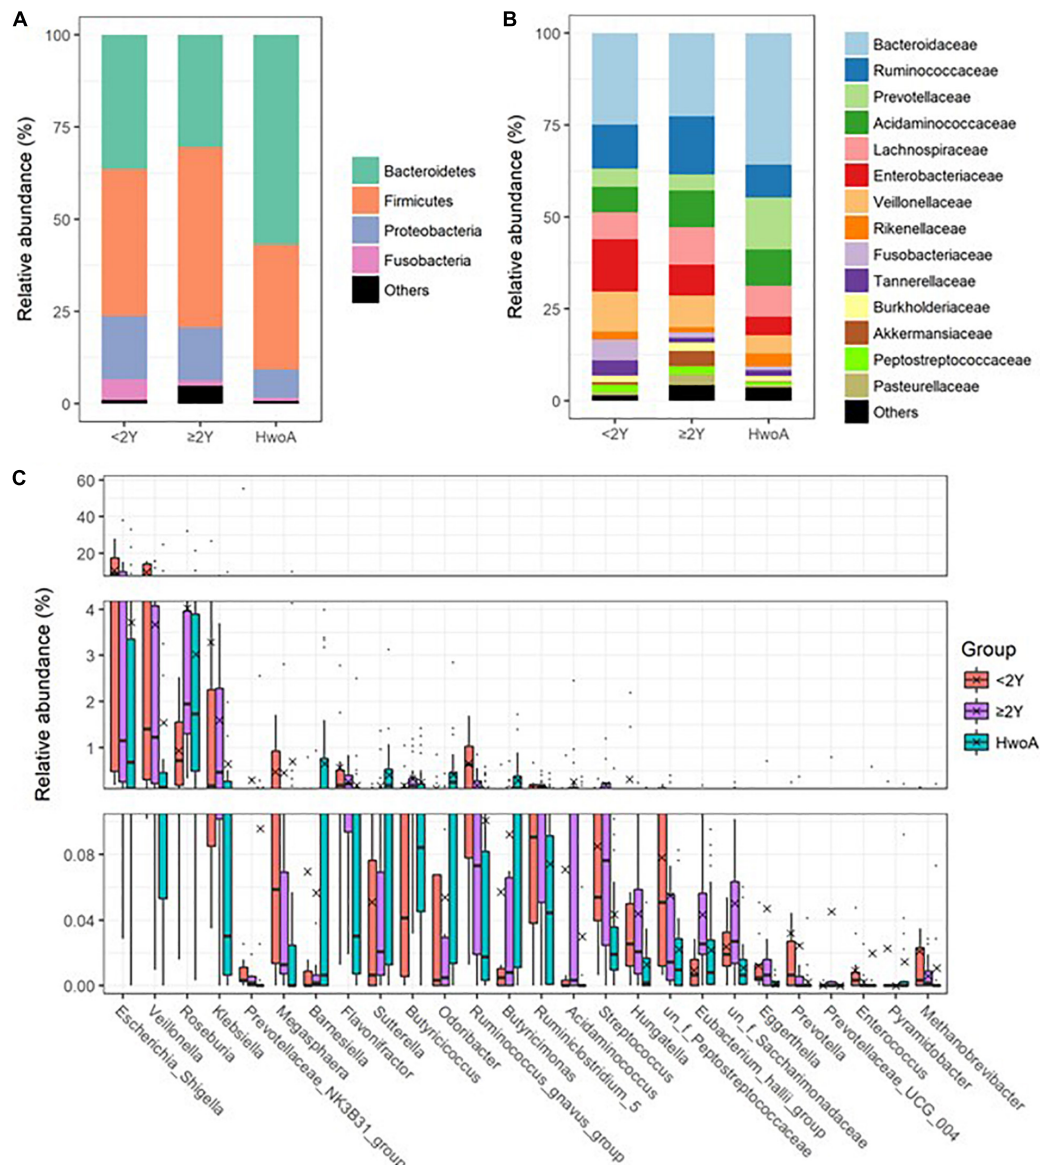 A
Relative abundance (%)
100
75
50
25
0
<2Y
≥2Y
HwoA
Bacteroidetes
Firmicutes
Proteobacteria
Fusobacteria
Others
B
Relative abundance (%)
100
75
50
25
0
<2Y
≥2Y
HwoA
Bacteroidaceae
Ruminococcaceae
Prevotellaceae
Acidaminococcaceae
Lachnospiraceae
Enterobacteriaceae
Veillonellaceae
Rikenellaceae
Fusobacteriaceae
Tannerellaceae
Burkholderiaceae
Akkermansiaceae
Peptostreptococcaceae
Pasteurellaceae
Others
C
Relative abundance (%)
60
40
20
4
3
2
1
0.08
0.04
0.00
Escherichia_Shigella
Veillonella
Roseburia
Klebsiella
Prevotellaceae_NK3B31_group
Megasphaera
Barnesiella
Flavonifractor
Sutterella
Butyricicoccus
Odoribacter
Ruminococcus_gnavus_group
Butyricimonas
Ruminiclostridium_5
Acidaminococcus
Streptococcus
Hungatella
un_f_Peptostreptococcaceae
Eubacterium_hallii_group
un_f_Saccharimonadaceae
Eggerthella
Prevotella
Prevotellaceae_UCG_004
Enterococcus
Pyramidobacter
Methanobrevibacter
Group
<2Y
≥2Y
HwoA